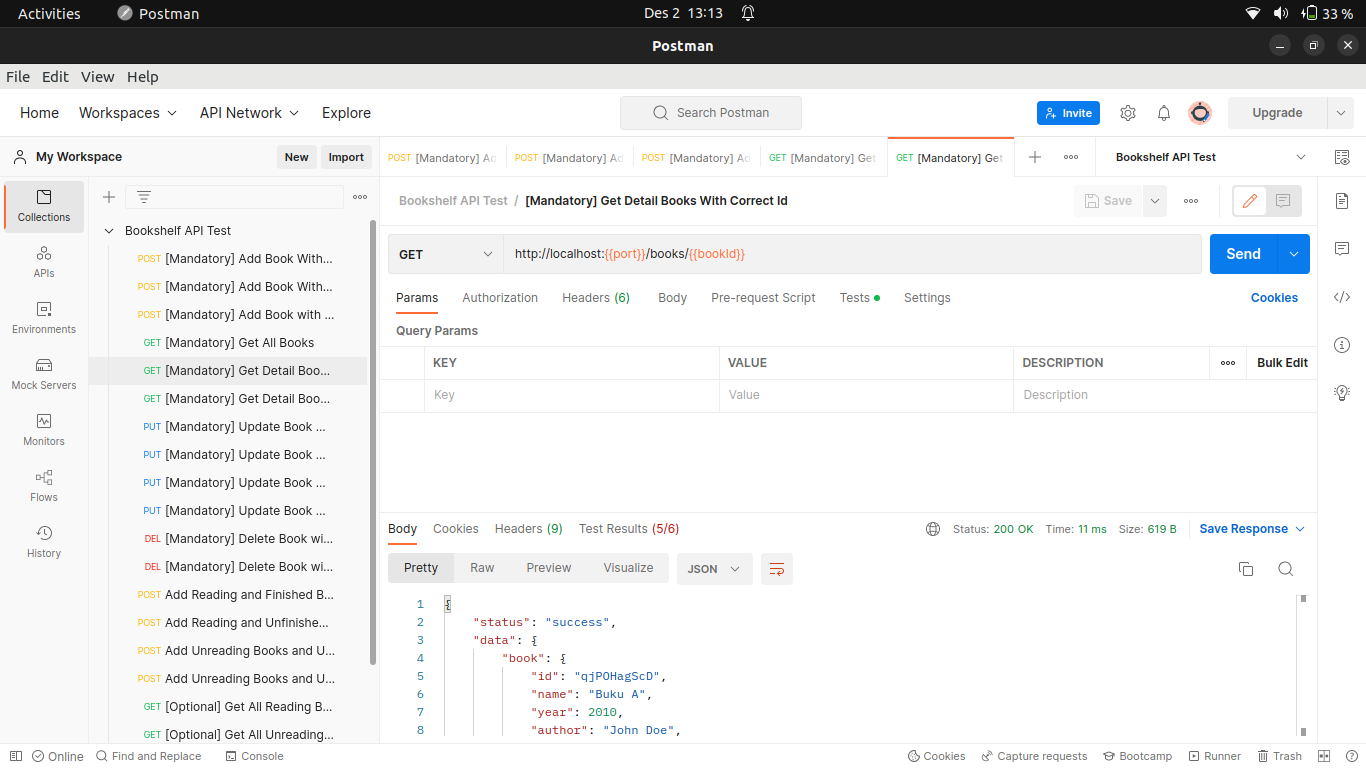 Activities Postman Des 2 13:13 33 %
Postman
File Edit View Help
Home Workspaces API Network Explore Search Postman Invite Upgrade
My Workspace New Import POST [Mandatory] Ad POST [Mandatory] Ad POST [Mandatory] Ad GET [Mandatory] Get GET [Mandatory] Get Bookshelf API Test
Collections
APIs
Environments
Mock Servers
Monitors
Flows
History
Bookshelf API Test
POST [Mandatory] Add Book With...
POST [Mandatory] Add Book With...
POST [Mandatory] Add Book with ...
GET [Mandatory] Get All Books
GET [Mandatory] Get Detail Boo...
GET [Mandatory] Get Detail Boo...
PUT [Mandatory] Update Book ...
PUT [Mandatory] Update Book ...
PUT [Mandatory] Update Book ...
PUT [Mandatory] Update Book ...
DEL [Mandatory] Delete Book wi...
DEL [Mandatory] Delete Book wi...
POST Add Reading and Finished B...
POST Add Reading and Unfinishe...
POST Add Unreading Books and U...
POST Add Unreading Books and U...
GET [Optional] Get All Reading B...
GET [Optional] Get All Unreading...
Bookshelf API Test / [Mandatory] Get Detail Books With Correct Id Save
GET http://localhost:{{port}}/books/{{bookId}} Send
Params Authorization Headers (6) Body Pre-request Script Tests Settings Cookies
Query Params
KEY VALUE DESCRIPTION Bulk Edit
Key Value Description
Body Cookies Headers (9) Test Results (5/6) Status: 200 OK Time: 11 ms Size: 619 B Save Response
Pretty Raw Preview Visualize JSON
1 {
2 "status": "success",
3 "data": {
4 "book": {
5 "id": "qjPOHagScD",
6 "name": "Buku A",
7 "year": 2010,
8 "author": "John Doe",
Online Find and Replace Console Cookies Capture requests Bootcamp Runner Trash